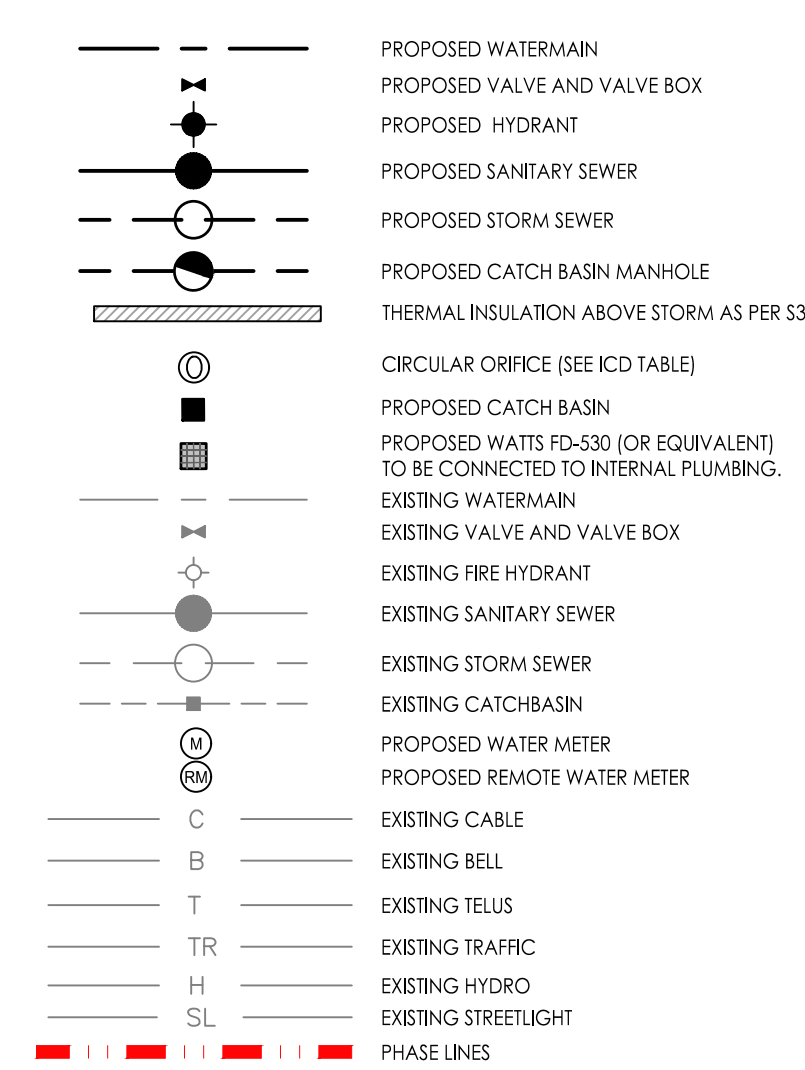 PROPOSED WATERMAIN
PROPOSED VALVE AND VALVE BOX
PROPOSED HYDRANT
PROPOSED SANITARY SEWER
PROPOSED STORM SEWER
PROPOSED CATCH BASIN MANHOLE
THERMAL INSULATION ABOVE STORM AS PER S3
CIRCULAR ORIFICE (SEE ICD TABLE)
PROPOSED CATCH BASIN
PROPOSED WATTS FD-530 (OR EQUIVALENT)
TO BE CONNECTED TO INTERNAL PLUMBING.
EXISTING WATERMAIN
EXISTING VALVE AND VALVE BOX
EXISTING FIRE HYDRANT
EXISTING SANITARY SEWER
EXISTING STORM SEWER
EXISTING CATCHBASIN
M PROPOSED WATER METER
RM PROPOSED REMOTE WATER METER
C EXISTING CABLE
B EXISTING BELL
T EXISTING TELUS
TR EXISTING TRAFFIC
H EXISTING HYDRO
SL EXISTING STREETLIGHT
PHASE LINES